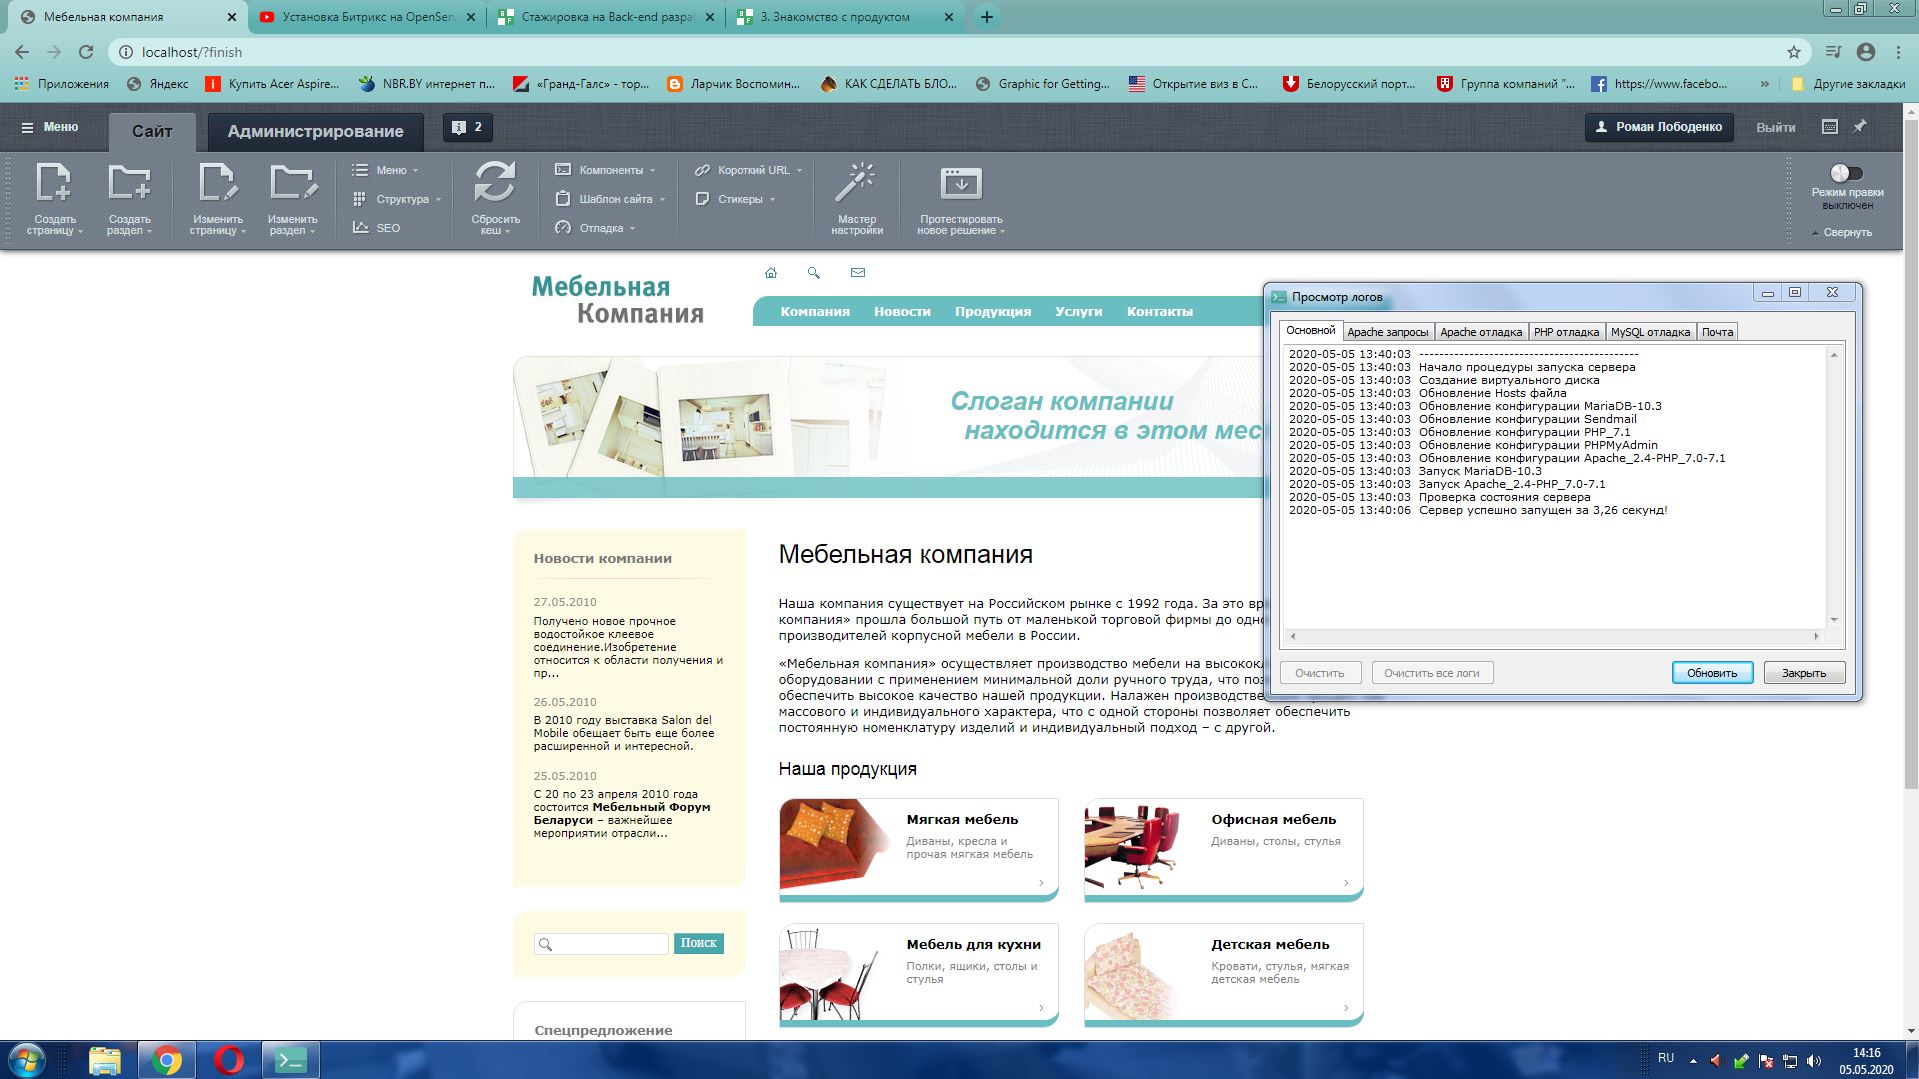 Мебельная компания
Установка Битрикс на OpenServ
Стажировка на Back-end разраб
3. Знакомство с продуктом
localhost/?finish
Приложения
Яндекс
Купить Acer Aspire...
NBR.BY интернет п...
«Гранд-Галс» - тор...
Ларчик Воспомин...
КАК СДЕЛАТЬ БЛО...
Graphic for Getting...
Открытие виз в С...
Белорусский порт...
Группа компаний "...
https://www.facebo...
Другие закладки
Меню
Сайт
Администрирование
2
Роман Лободенко
Выйти
Создать страницу
Создать раздел
Изменить страницу
Изменить раздел
Меню
Структура
SEO
Сбросить кеш
Компоненты
Шаблон сайта
Отладка
Короткий URL
Стикеры
Мастер настройки
Протестировать новое решение
Режим правки
выключен
Свернуть
Мебельная
Компания
Компания
Новости
Продукция
Услуги
Контакты
Слоган компании
находится в этом мес
Просмотр логов
Основной
Apache запросы
Apache отладка
PHP отладка
MySQL отладка
Почта
2020-05-05 13:40:03 --------------------------------------------
2020-05-05 13:40:03 Начало процедуры запуска сервера
2020-05-05 13:40:03 Создание виртуального диска
2020-05-05 13:40:03 Обновление Hosts файла
2020-05-05 13:40:03 Обновление конфигурации MariaDB-10.3
2020-05-05 13:40:03 Обновление конфигурации Sendmail
2020-05-05 13:40:03 Обновление конфигурации PHP_7.1
2020-05-05 13:40:03 Обновление конфигурации PHPMyAdmin
2020-05-05 13:40:03 Обновление конфигурации Apache_2.4-PHP_7.0-7.1
2020-05-05 13:40:03 Запуск MariaDB-10.3
2020-05-05 13:40:03 Запуск Apache_2.4-PHP_7.0-7.1
2020-05-05 13:40:03 Проверка состояния сервера
2020-05-05 13:40:06 Сервер успешно запущен за 3,26 секунд!
Очистить
Очистить все логи
Обновить
Закрыть
Новости компании
27.05.2010
Получено новое прочное
водостойкое клеевое
соединение.Изобретение
относится к области получения и
пр...
26.05.2010
В 2010 году выставка Salon del
Mobile обещает быть еще более
расширенной и интересной.
25.05.2010
С 20 по 23 апреля 2010 года
состоится Мебельный Форум
Беларуси – важнейшее
мероприятии отрасли...
Поиск
Спецпредложение
Мебельная компания
Наша компания существует на Российском рынке с 1992 года. За это вр
компания» прошла большой путь от маленькой торговой фирмы до одн
производителей корпусной мебели в России.
«Мебельная компания» осуществляет производство мебели на высокок
оборудовании с применением минимальной доли ручного труда, что поз
обеспечить высокое качество нашей продукции. Налажен производстве
массового и индивидуального характера, что с одной стороны позволяет обеспечить
постоянную номенклатуру изделий и индивидуальный подход – с другой.
Наша продукция
Мягкая мебель
Диваны, кресла и
прочая мягкая мебель
Офисная мебель
Диваны, столы, стулья
Мебель для кухни
Полки, ящики, столы и
стулья
Детская мебель
Кровати, стулья, мягкая
детская мебель
RU
14:16
05.05.2020